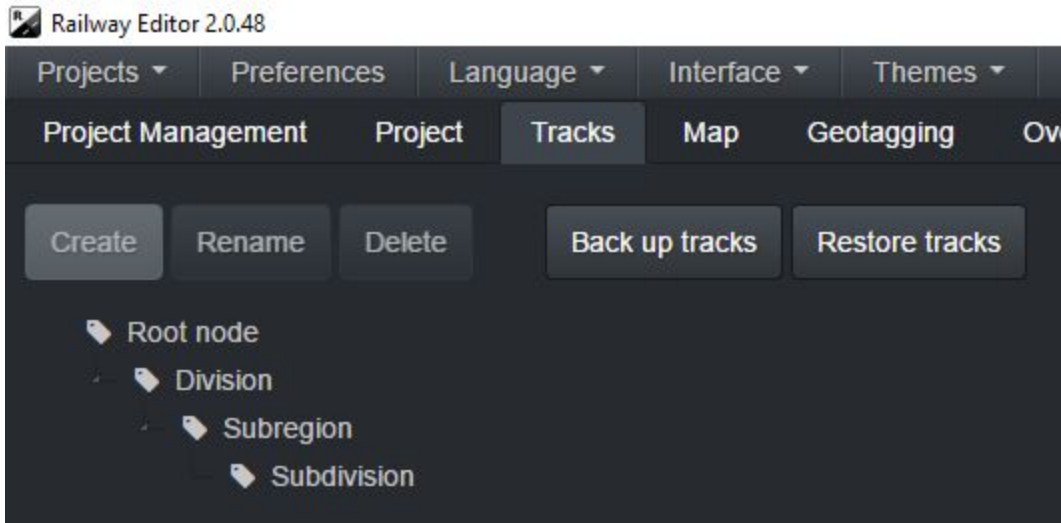 Railway Editor 2.0.48
Projects Preferences Language Interface Themes
Project Management Project Tracks Map Geotagging
Create Rename Delete Back up tracks Restore tracks
Root node
Division
Subregion
Subdivision